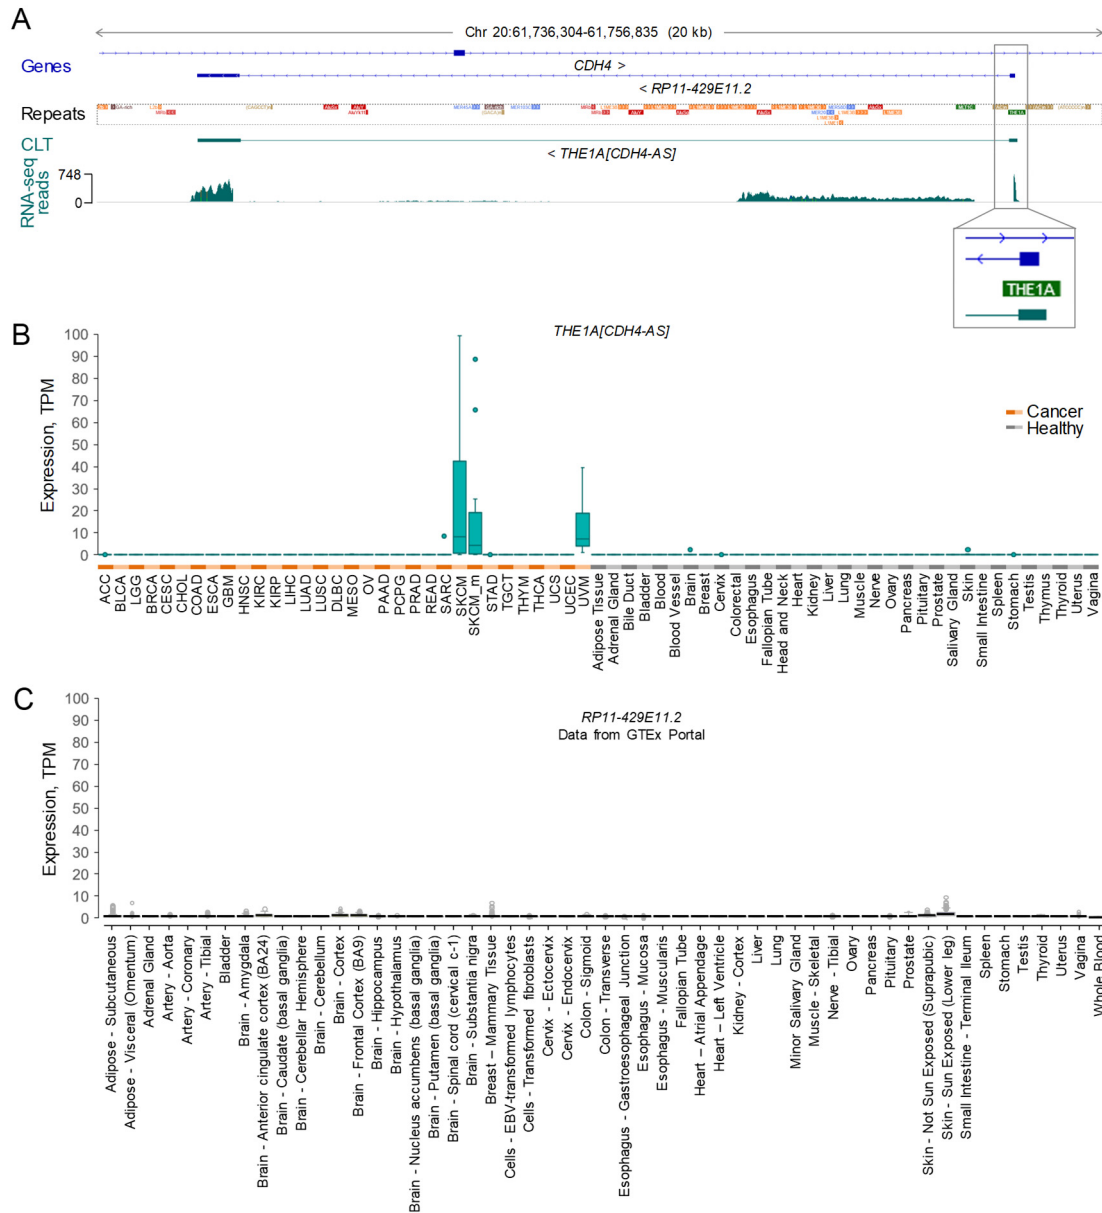 A
Chr 20:61,736,304-61,756,835 (20 kb)
Genes
CDH4 >
< RP11-429E11.2
Repeats
CLT
< THE1A[CDH4-AS]
RNA-seq
reads
748
0
THE1A
B
THE1A[CDH4-AS]
Expression, TPM
100
90
80
70
60
50
40
30
20
10
0
Cancer
Healthy
ACC
BLCA
LGG
BRCA
CESC
CHOL
COAD
ESCA
GBM
HNSC
KIRC
KIRP
LIHC
LUAD
LUSC
DLBC
MESO
OV
PAAD
PCPG
PRAD
READ
SARC
SKCM
SKCM_m
STAD
TGCT
THYM
THCA
UCS
UCEC
UVM
Adipose Tissue
Adrenal Gland
Bile Duct
Bladder
Blood
Blood Vessel
Brain
Breast
Cervix
Colorectal
Esophagus
Fallopian Tube
Head and Neck
Heart
Kidney
Liver
Lung
Muscle
Nerve
Ovary
Pancreas
Pituitary
Prostate
Salivary Gland
Skin
Small Intestine
Spleen
Stomach
Testis
Thymus
Thyroid
Uterus
Vagina
C
RP11-429E11.2
Data from GTEx Portal
Expression, TPM
100
90
80
70
60
50
40
30
20
10
0
Adipose - Subcutaneous
Adipose - Visceral (Omentum)
Adrenal Gland
Artery - Aorta
Artery - Coronary
Artery - Tibial
Bladder
Brain - Amygdala
Brain - Anterior cingulate cortex (BA24)
Brain - Caudate (basal ganglia)
Brain - Cerebellar Hemisphere
Brain - Cerebellum
Brain - Cortex
Brain - Frontal Cortex (BA9)
Brain - Hippocampus
Brain - Hypothalamus
Brain - Nucleus accumbens (basal ganglia)
Brain - Putamen (basal ganglia)
Brain - Spinal cord (cervical c-1)
Brain - Substantia nigra
Breast – Mammary Tissue
Cells - EBV-transformed lymphocytes
Cells - Transformed fibroblasts
Cervix - Ectocervix
Cervix - Endocervix
Colon - Sigmoid
Colon - Transverse
Esophagus - Gastroesophageal Junction
Esophagus - Mucosa
Esophagus - Muscularis
Fallopian Tube
Heart – Atrial Appendage
Heart – Left Ventricle
Kidney - Cortex
Liver
Lung
Minor Salivary Gland
Muscle - Skeletal
Nerve - Tibial
Ovary
Pancreas
Pituitary
Prostate
Skin - Not Sun Exposed (Suprapubic)
Skin - Sun Exposed (Lower leg)
Small Intestine - Terminal Ileum
Spleen
Stomach
Testis
Thyroid
Uterus
Vagina
Whole Blood